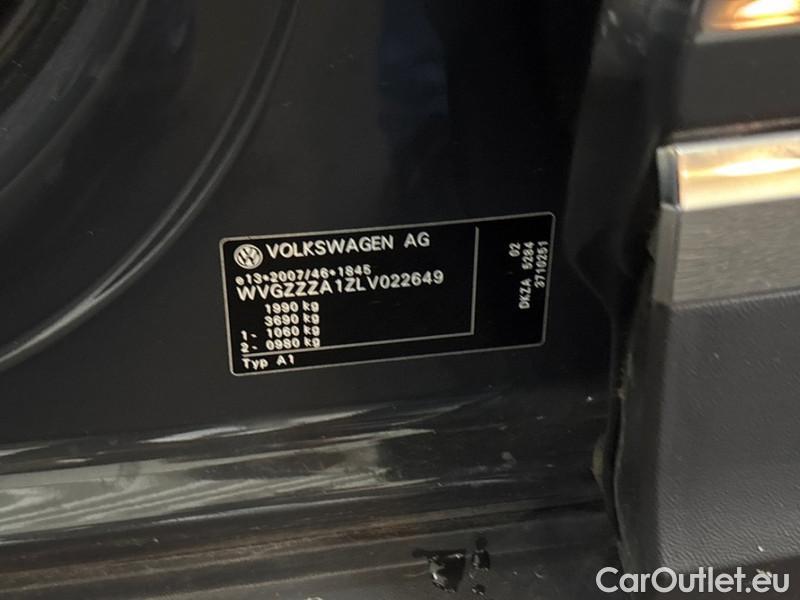 VOLKSWAGEN AG
e13*2007/46*1845
WVGZZZA1ZLV022649
1990 kg
3690 kg
1- 1060 kg
2- 0980 kg
Typ A1
02
DKZA 5284
3710251
CarOutlet.eu